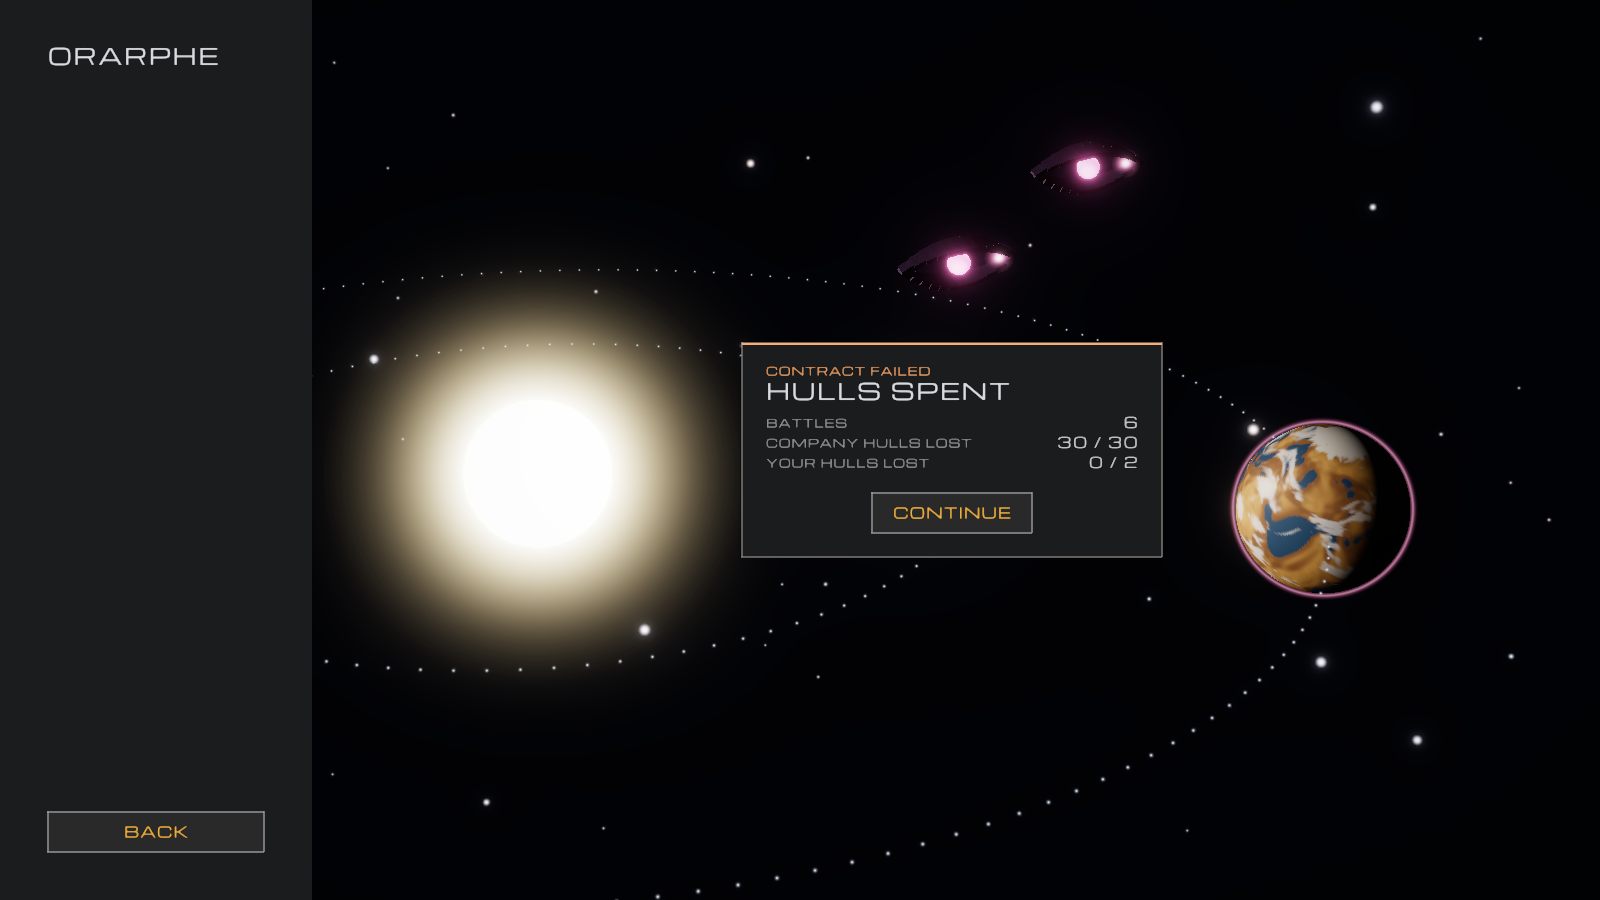 ORARPHE
CONTRACT FAILED
HULLS SPENT
BATTLES 6
COMPANY HULLS LOST 30 / 30
YOUR HULLS LOST 0 / 2
CONTINUE
BACK